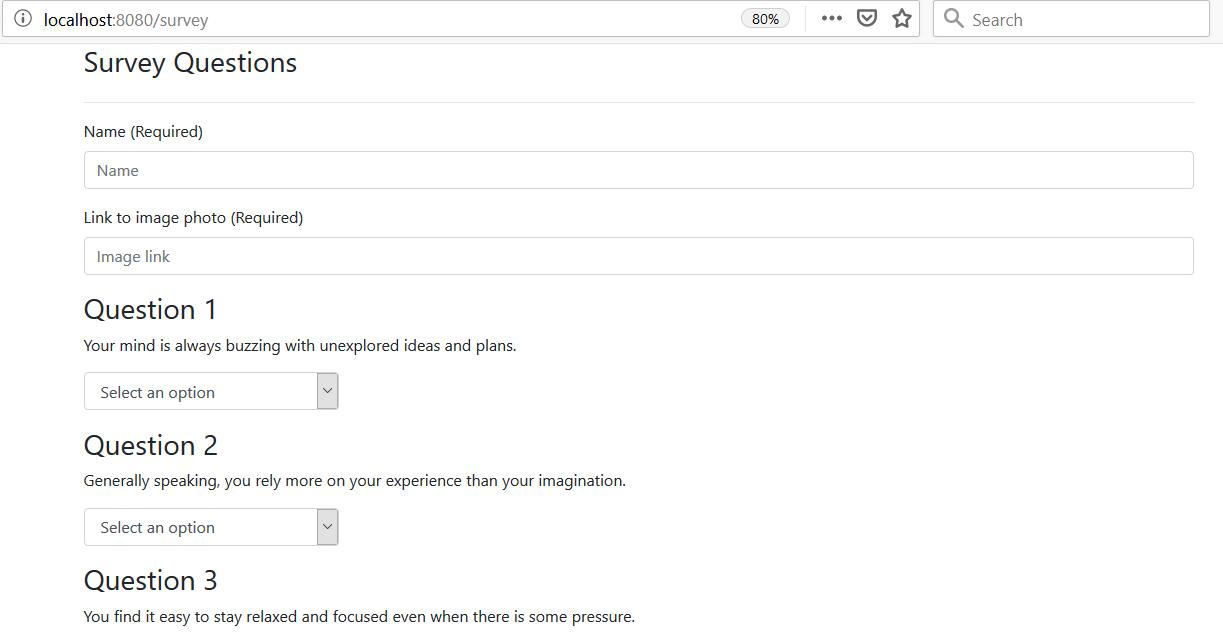 localhost:8080/survey 80% Search
Survey Questions
Name (Required)
Name
Link to image photo (Required)
Image link
Question 1
Your mind is always buzzing with unexplored ideas and plans.
Select an option
Question 2
Generally speaking, you rely more on your experience than your imagination.
Select an option
Question 3
You find it easy to stay relaxed and focused even when there is some pressure.